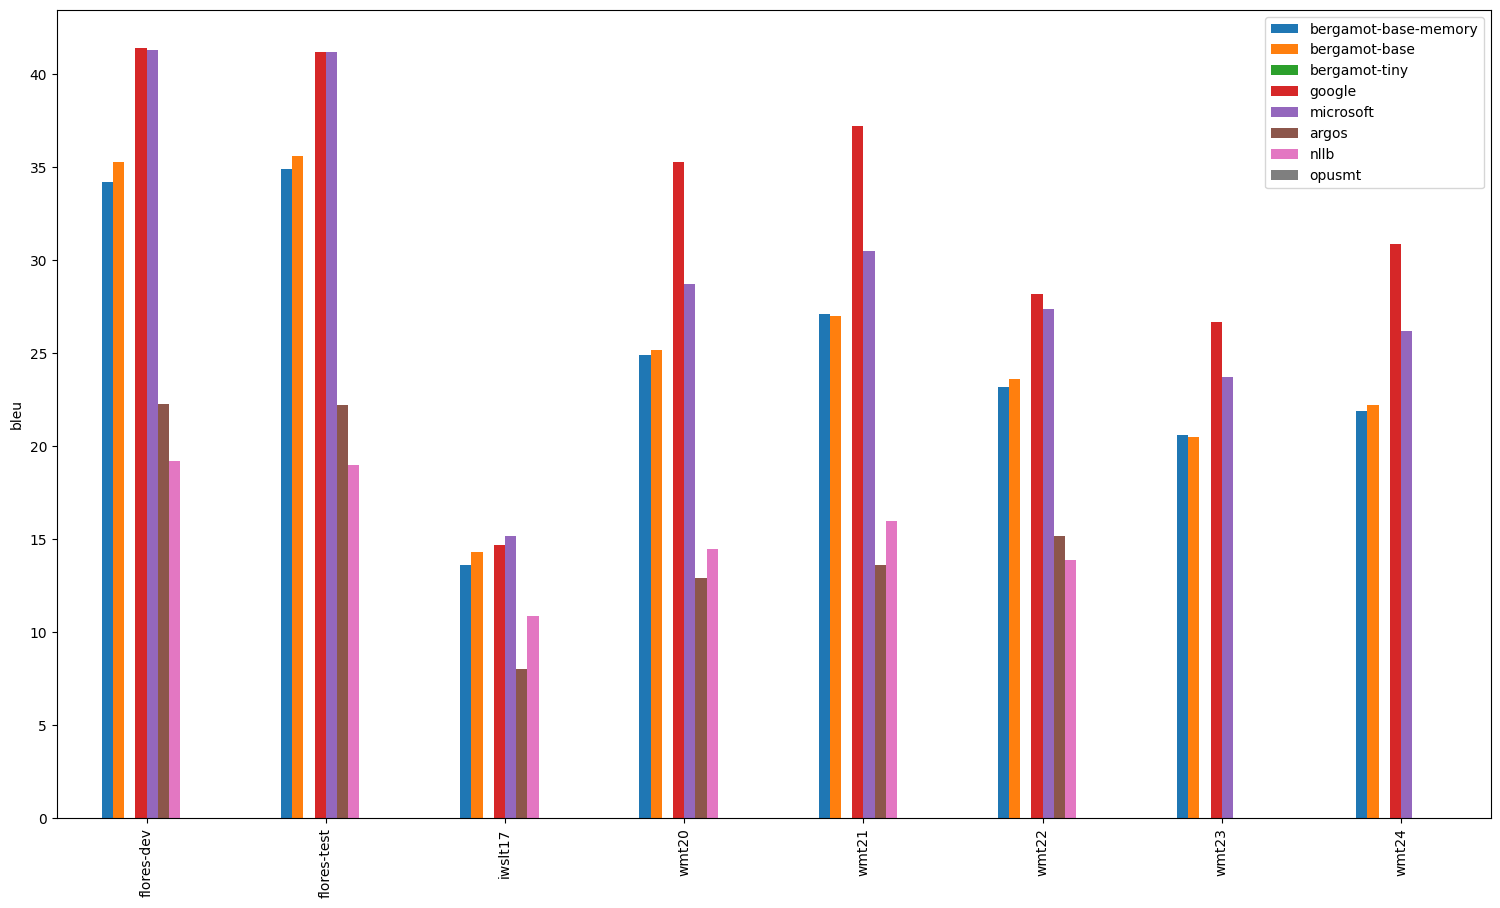 bergamot-base-memory
bergamot-base
bergamot-tiny
google
microsoft
argos
nllb
opusmt
bleu
40
35
30
25
20
15
10
5
0
flores-dev
flores-test
iwslt17
wmt20
wmt21
wmt22
wmt23
wmt24